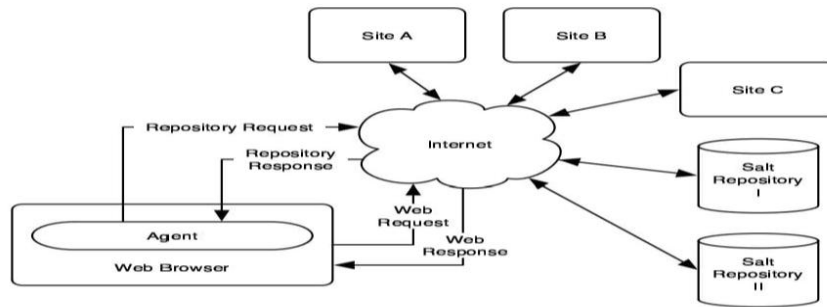 Site A
Site B
Site C
Repository Request
Internet
Repository
Response
Salt
Repository
I
Web
Request
Agent
Web
Response
Web Browser
Salt
Repository
II